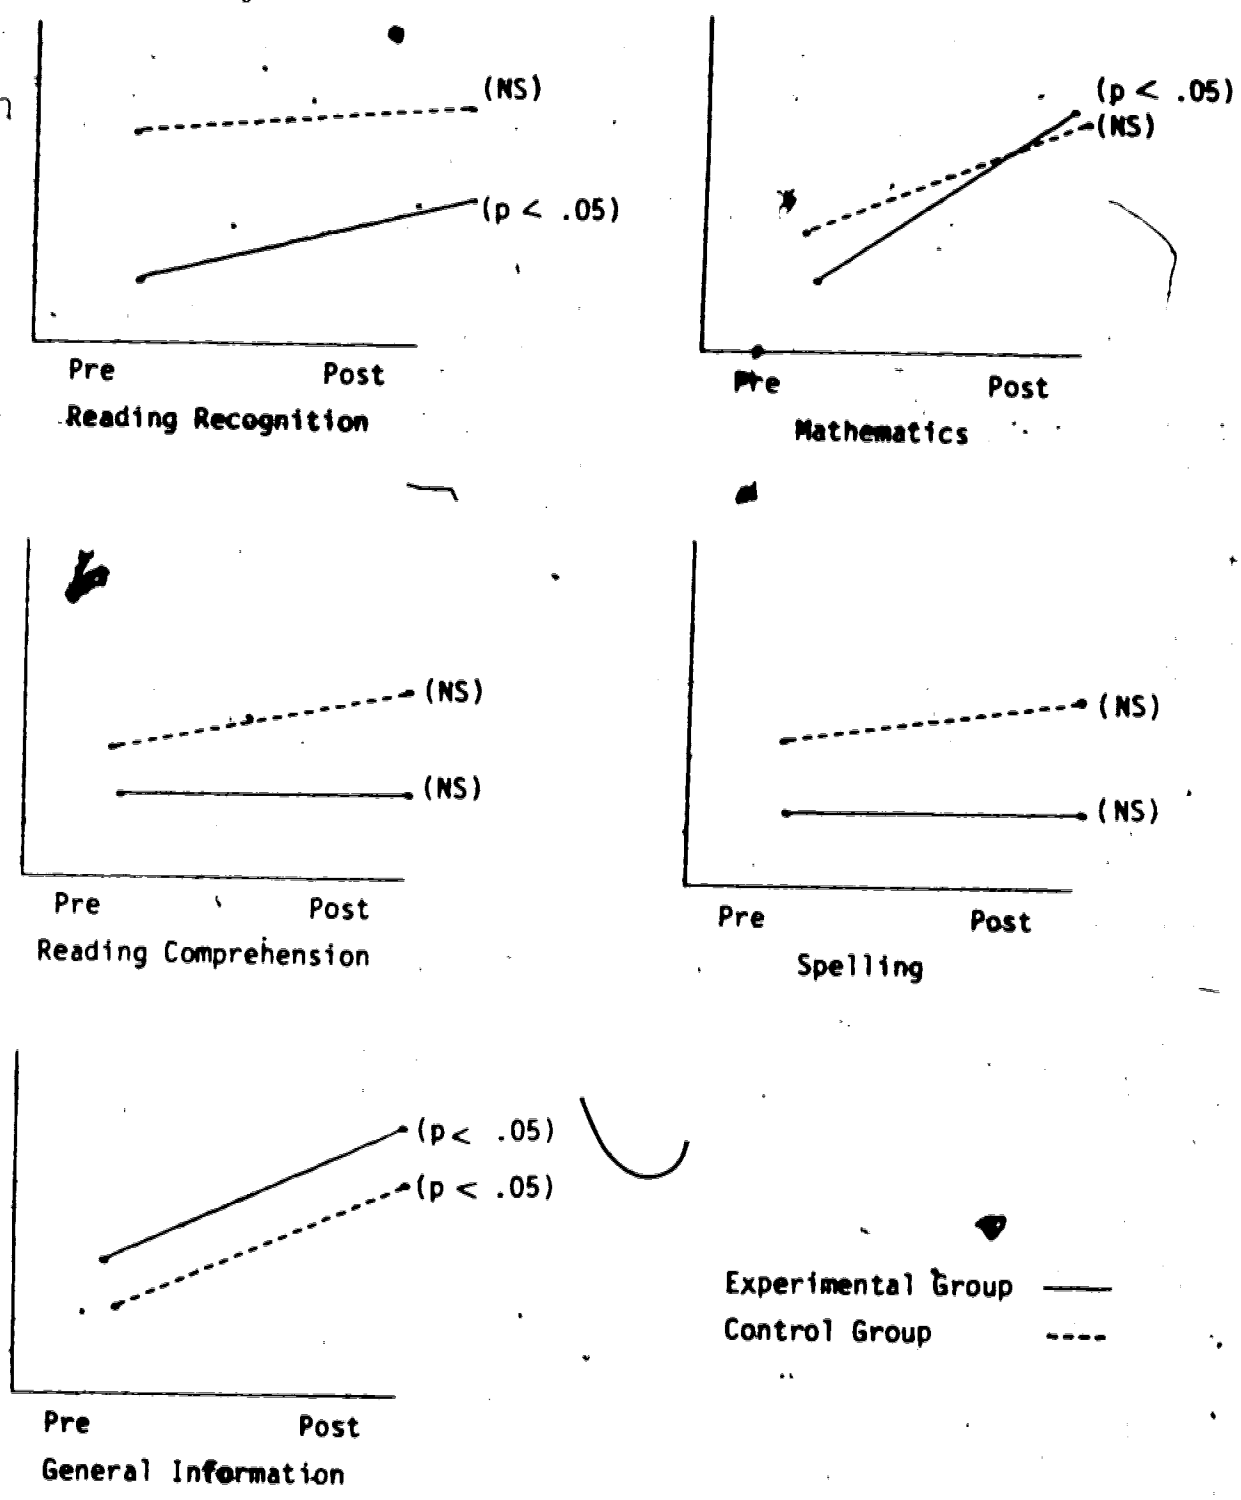 (NS)
(p < .05)
Pre Post
Reading Recognition
(p < .05)
(NS)
Pre Post
Mathematics
(NS)
(NS)
Pre Post
Reading Comprehension
(NS)
(NS)
Pre Post
Spelling
(p < .05)
(p < .05)
Pre Post
General Information
Experimental Group
Control Group